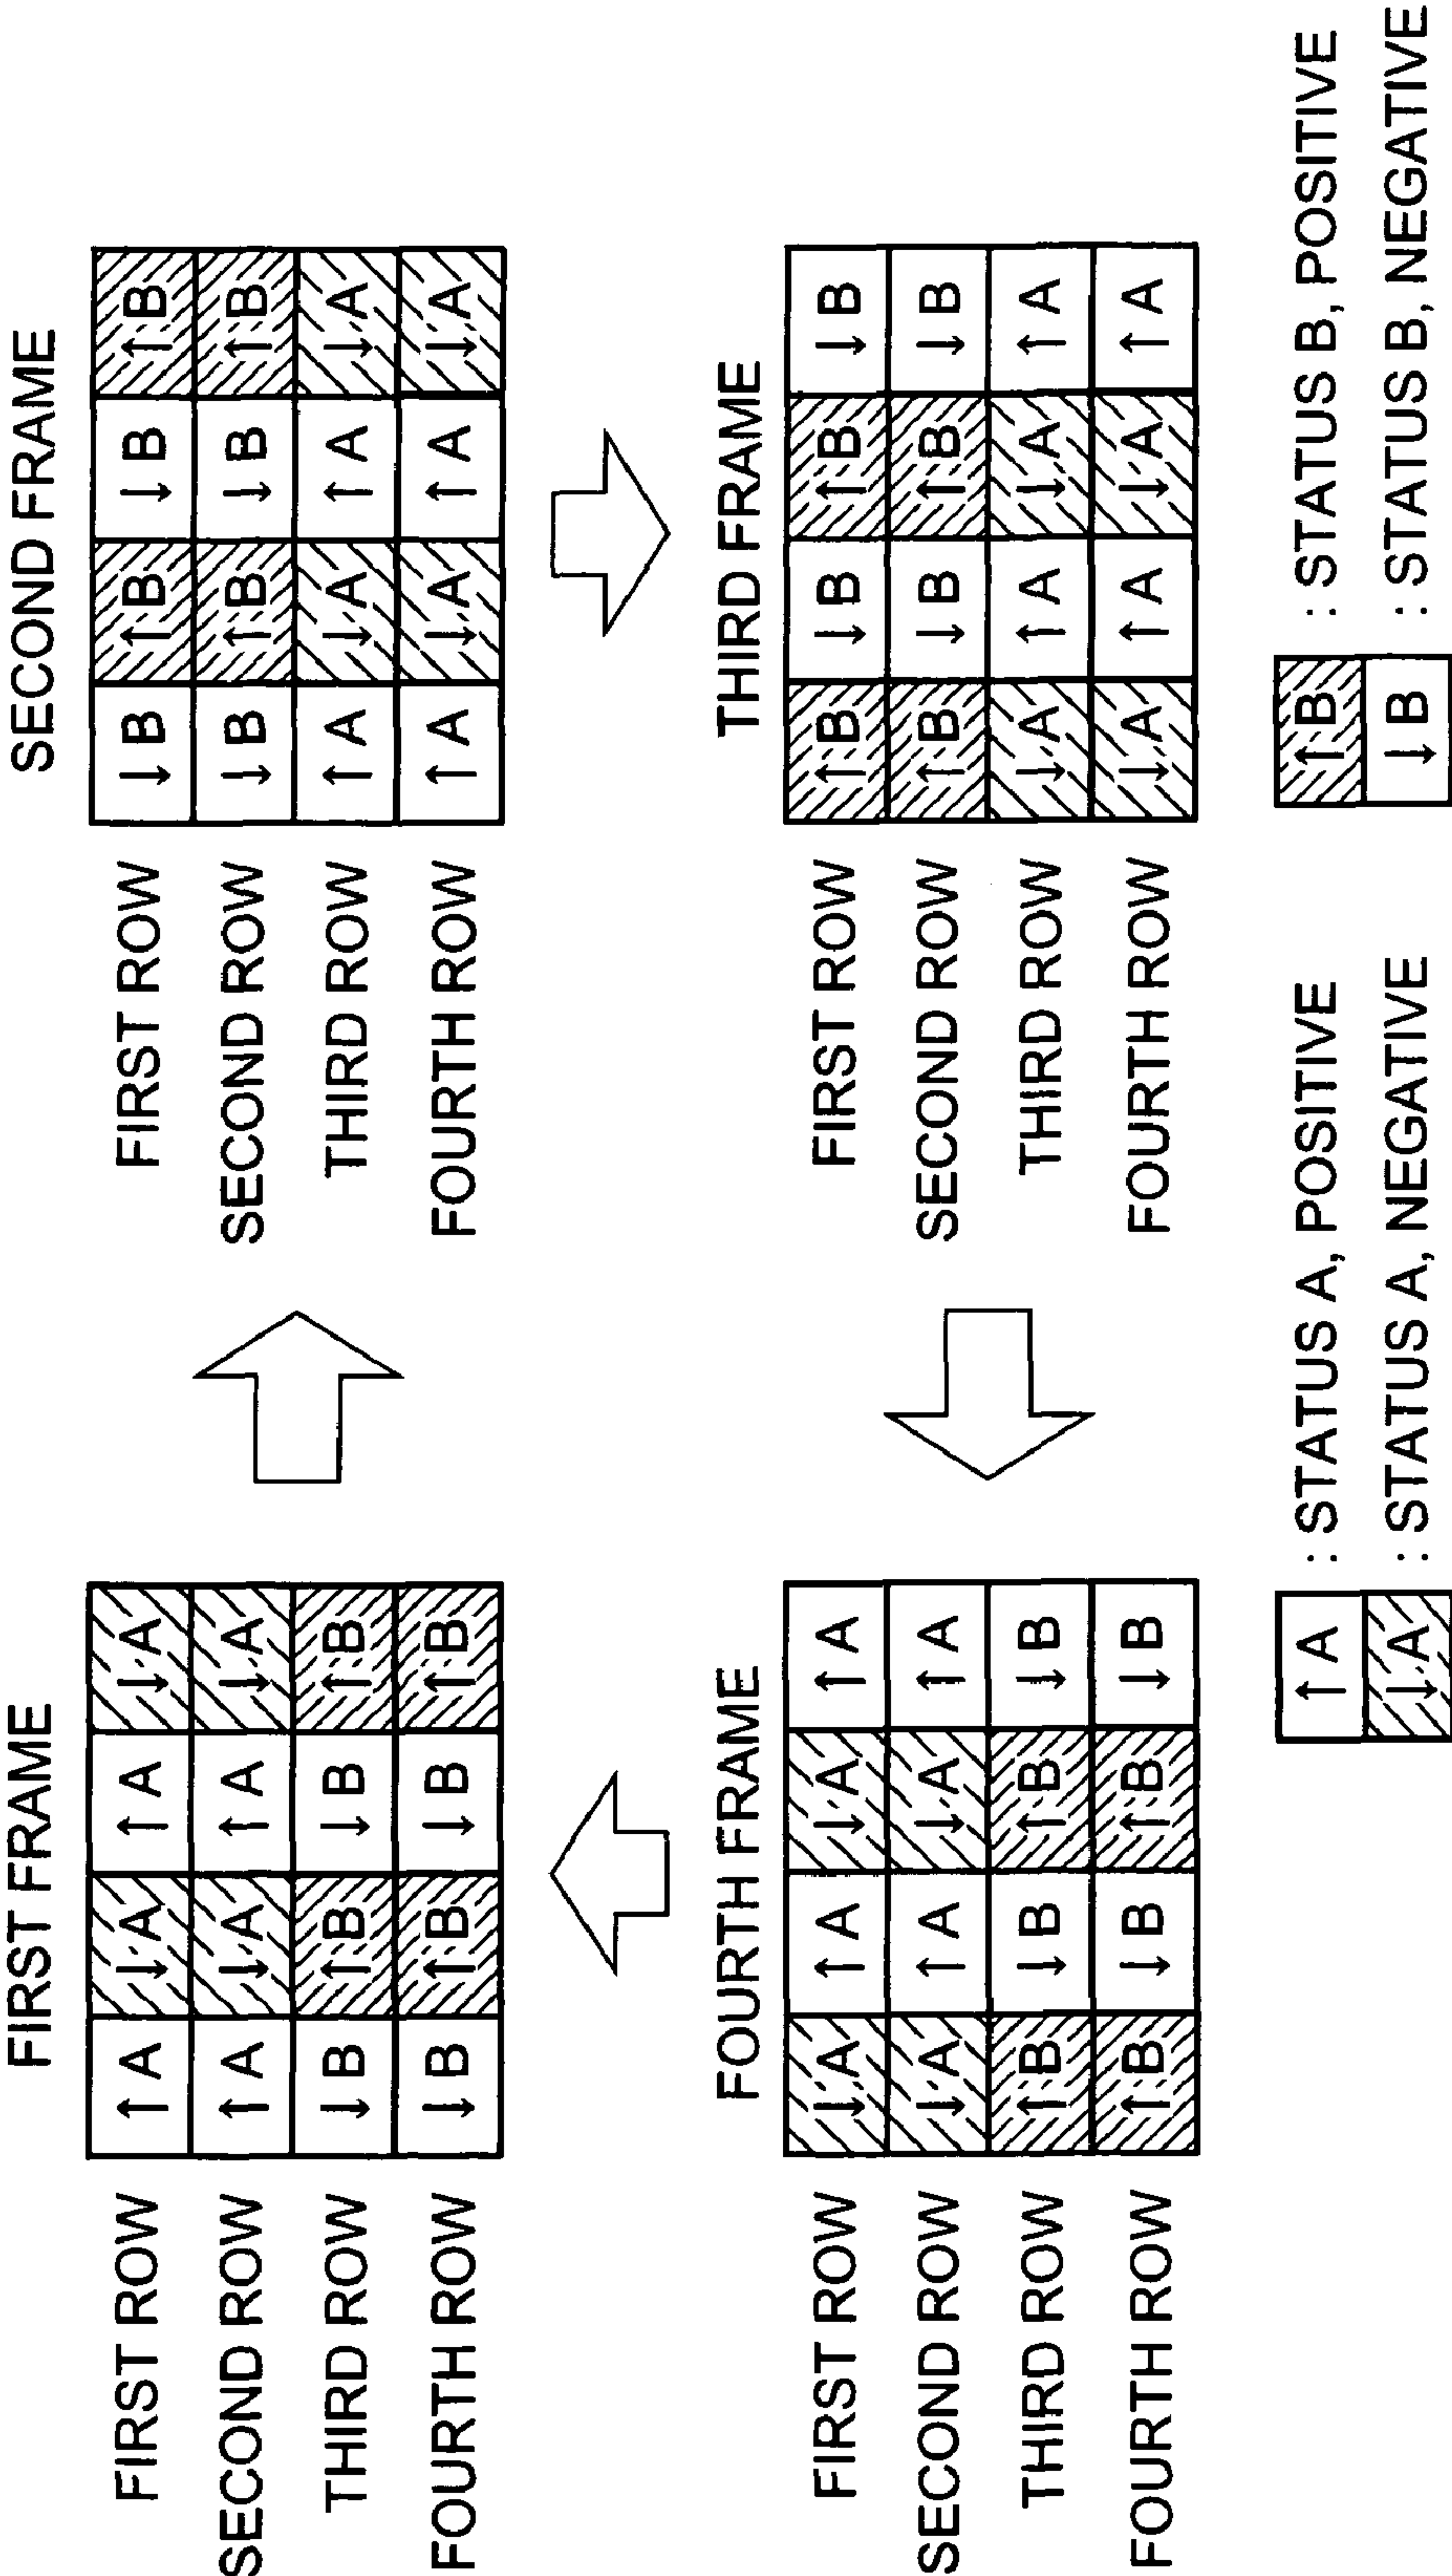 FIRST FRAME
FIRST ROW ↑A ↓A ↑A ↓A
SECOND ROW ↑A ↓A ↑A ↓A
THIRD ROW ↓B ↑B ↓B ↑B
FOURTH ROW ↓B ↑B ↓B ↑B
SECOND FRAME
FIRST ROW ↓B ↑B ↓B ↑B
SECOND ROW ↓B ↑B ↓B ↑B
THIRD ROW ↑A ↓A ↑A ↓A
FOURTH ROW ↑A ↓A ↑A ↓A
FOURTH FRAME
FIRST ROW ↓A ↑A ↓A ↑A
SECOND ROW ↓A ↑A ↓A ↑A
THIRD ROW ↑B ↓B ↑B ↓B
FOURTH ROW ↑B ↓B ↑B ↓B
THIRD FRAME
FIRST ROW ↑B ↓B ↑B ↓B
SECOND ROW ↑B ↓B ↑B ↓B
THIRD ROW ↓A ↑A ↓A ↑A
FOURTH ROW ↓A ↑A ↓A ↑A
↑A : STATUS A, POSITIVE
↓A : STATUS A, NEGATIVE
↑B : STATUS B, POSITIVE
↓B : STATUS B, NEGATIVE